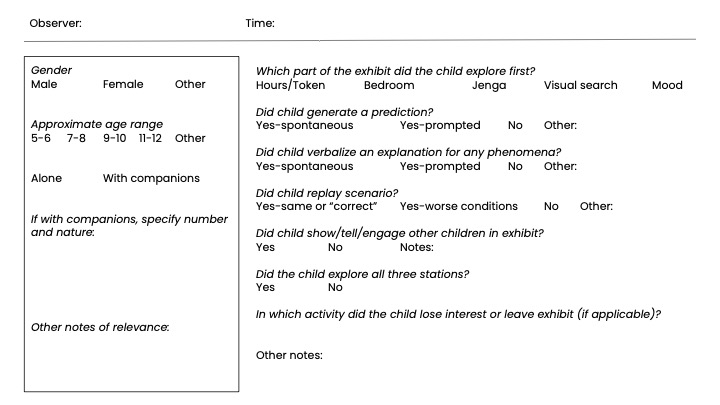 Observer: Time:
Gender
Male Female Other
Approximate age range
5-6 7-8 9-10 11-12 Other
Alone With companions
If with companions, specify number
and nature:
Other notes of relevance:
Which part of the exhibit did the child explore first?
Hours/Token Bedroom Jenga Visual search Mood
Did child generate a prediction?
Yes-spontaneous Yes-prompted No Other:
Did child verbalize an explanation for any phenomena?
Yes-spontaneous Yes-prompted No Other:
Did child replay scenario?
Yes-same or “correct” Yes-worse conditions No Other:
Did child show/tell/engage other children in exhibit?
Yes No Notes:
Did the child explore all three stations?
Yes No
In which activity did the child lose interest or leave exhibit (if applicable)?
Other notes: